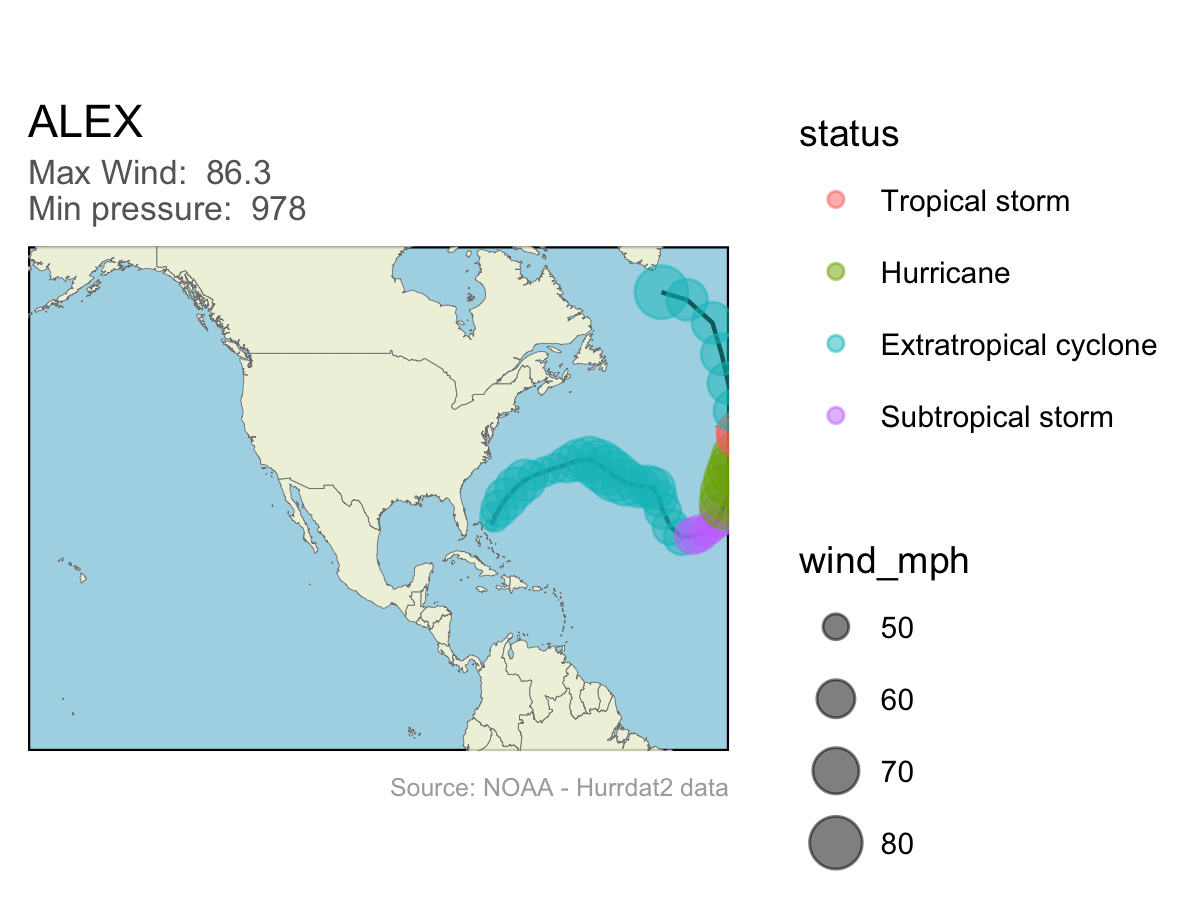 ALEX
Max Wind:  86.3
Min pressure:  978
Source: NOAA - Hurrdat2 data
status
Tropical storm
Hurricane
Extratropical cyclone
Subtropical storm
wind_mph
50
60
70
80